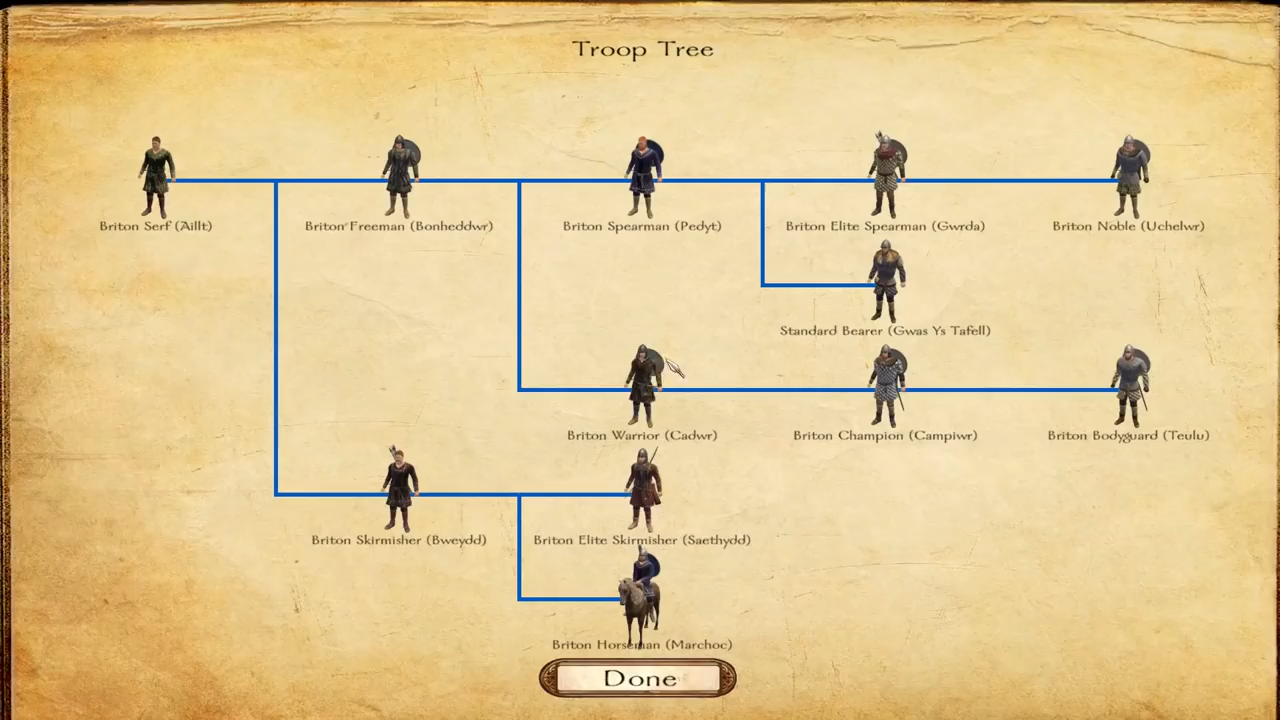 Troop Tree
Briton Serf (Aillt)
Briton Freeman (Bonheddwr)
Briton Spearman (Pedyt)
Briton Elite Spearman (Gwrda)
Briton Noble (Uchelwr)
Standard Bearer (Gwas Ys Tafell)
Briton Warrior (Cadwr)
Briton Champion (Campiwr)
Briton Bodyguard (Teulu)
Briton Skirmisher (Bweydd)
Briton Elite Skirmisher (Saethydd)
Briton Horseman (Marchoc)
Done